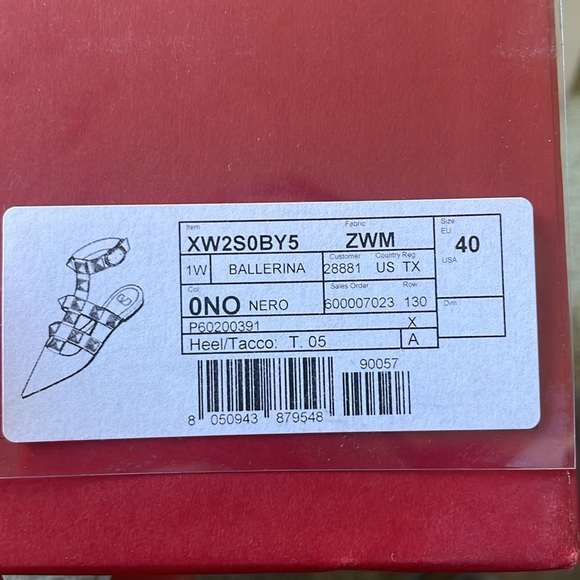 Item Fabric Size
XW2S0BY5 ZWM EU 40
1W BALLERINA Customer Country Reg USA
28881 US TX
Col. Sales Order Row Dim
0NO NERO 600007023 130
P60200391 X
Heel/Tacco: T. 05 A
90057
8 050943 879548